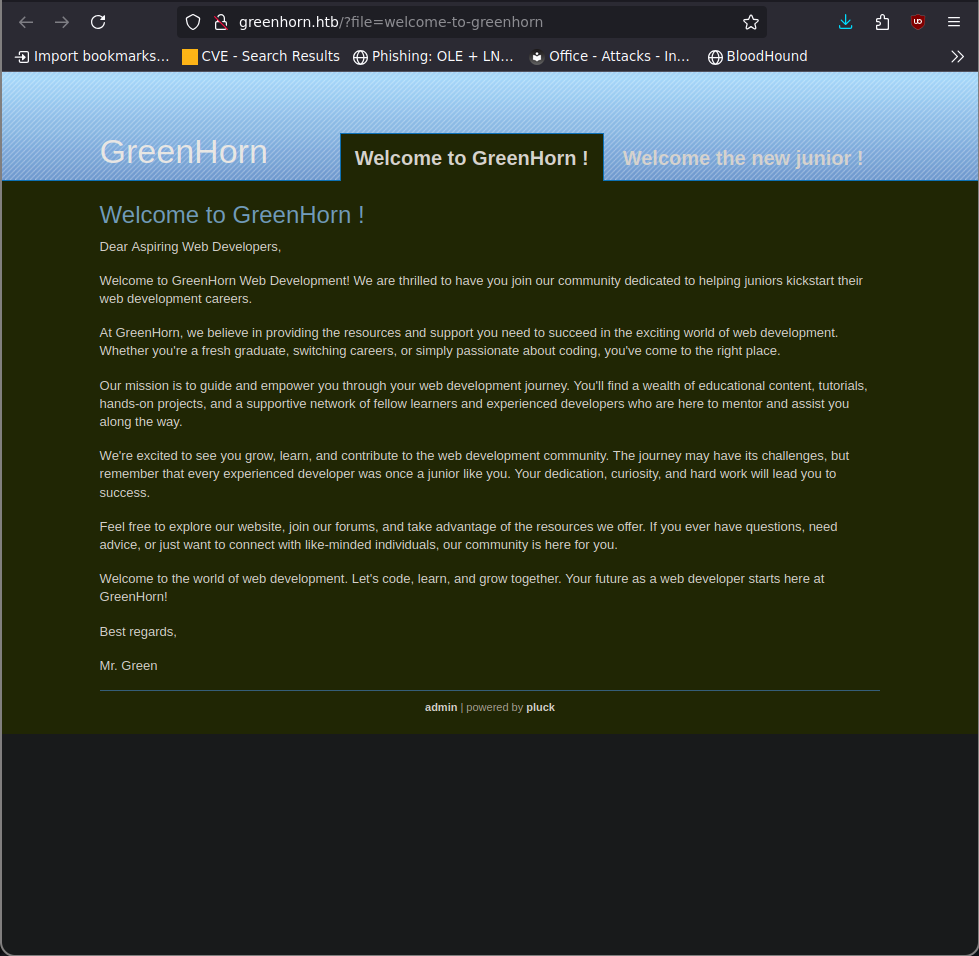 greenhorn.htb/?file=welcome-to-greenhorn
UD
Import bookmarks... CVE - Search Results Phishing: OLE + LN... Office - Attacks - In... BloodHound
GreenHorn Welcome to GreenHorn ! Welcome the new junior !
Welcome to GreenHorn !
Dear Aspiring Web Developers,
Welcome to GreenHorn Web Development! We are thrilled to have you join our community dedicated to helping juniors kickstart their
web development careers.
At GreenHorn, we believe in providing the resources and support you need to succeed in the exciting world of web development.
Whether you're a fresh graduate, switching careers, or simply passionate about coding, you've come to the right place.
Our mission is to guide and empower you through your web development journey. You'll find a wealth of educational content, tutorials,
hands-on projects, and a supportive network of fellow learners and experienced developers who are here to mentor and assist you
along the way.
We're excited to see you grow, learn, and contribute to the web development community. The journey may have its challenges, but
remember that every experienced developer was once a junior like you. Your dedication, curiosity, and hard work will lead you to
success.
Feel free to explore our website, join our forums, and take advantage of the resources we offer. If you ever have questions, need
advice, or just want to connect with like-minded individuals, our community is here for you.
Welcome to the world of web development. Let's code, learn, and grow together. Your future as a web developer starts here at
GreenHorn!
Best regards,
Mr. Green
admin | powered by pluck